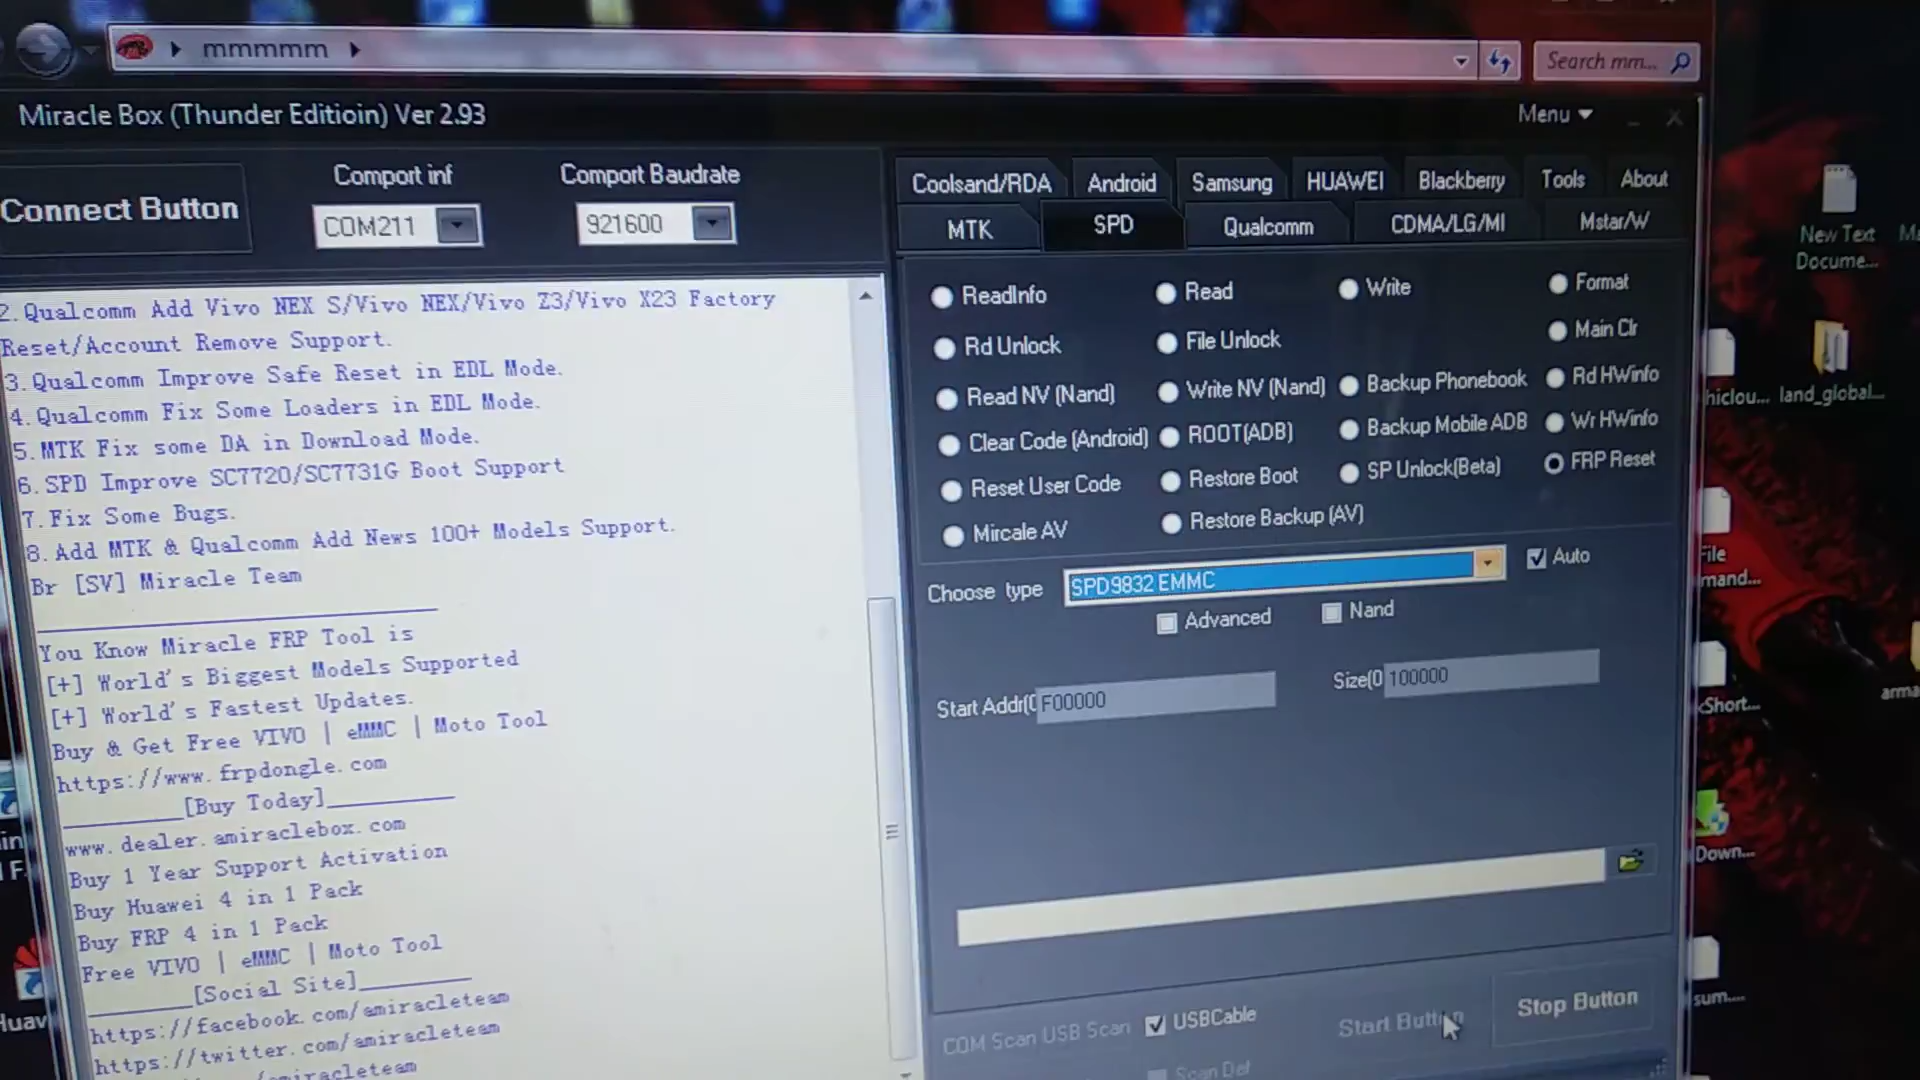 mmmmm
Search mm...
Miracle Box (Thunder Editioin) Ver 2.93
Menu
Connect Button
Comport inf
COM211
Comport Baudrate
921600
Coolsand/RDA
Android
Samsung
HUAWEI
Blackberry
Tools
About
MTK
SPD
Qualcomm
CDMA/LG/MI
Mstar/W
2.Qualcomm Add Vivo NEX S/Vivo NEX/Vivo Z3/Vivo X23 Factory
Reset/Account Remove Support.
3.Qualcomm Improve Safe Reset in EDL Mode.
4.Qualcomm Fix Some Loaders in EDL Mode.
5.MTK Fix some DA in Download Mode.
6.SPD Improve SC7720/SC7731G Boot Support
7.Fix Some Bugs.
8.Add MTK & Qualcomm Add News 100+ Models Support.
Br [SV] Miracle Team
You Know Miracle FRP Tool is
[+] World's Biggest Models Supported
[+] World's Fastest Updates.
Buy & Get Free VIVO | eMMC | Moto Tool
https://www.frpdongle.com
[Buy Today]
www.dealer.amiraclebox.com
Buy 1 Year Support Activation
Buy Huawei 4 in 1 Pack
Buy FRP 4 in 1 Pack
Free VIVO | eMMC | Moto Tool
[Social Site]
https://facebook.com/amiracleteam
https://twitter.com/amiracleteam
ReadInfo
Read
Write
Format
Rd Unlock
File Unlock
Main Clr
Read NV (Nand)
Write NV (Nand)
Backup Phonebook
Rd HWinfo
Clear Code (Android)
ROOT(ADB)
Backup Mobile ADB
Wr HWinfo
Reset User Code
Restore Boot
SP Unlock(Beta)
FRP Reset
Mircale AV
Restore Backup (AV)
Choose type
SPD9832 EMMC
Auto
Advanced
Nand
Start Addr(0
F00000
Size(0
100000
COM Scan USB Scan
USBCable
Start Button
Stop Button
Scan Def
New Text
Docume...
hiclou...
land_global...
File
mand...
Short...
arma
Down...
sum....
Huaw